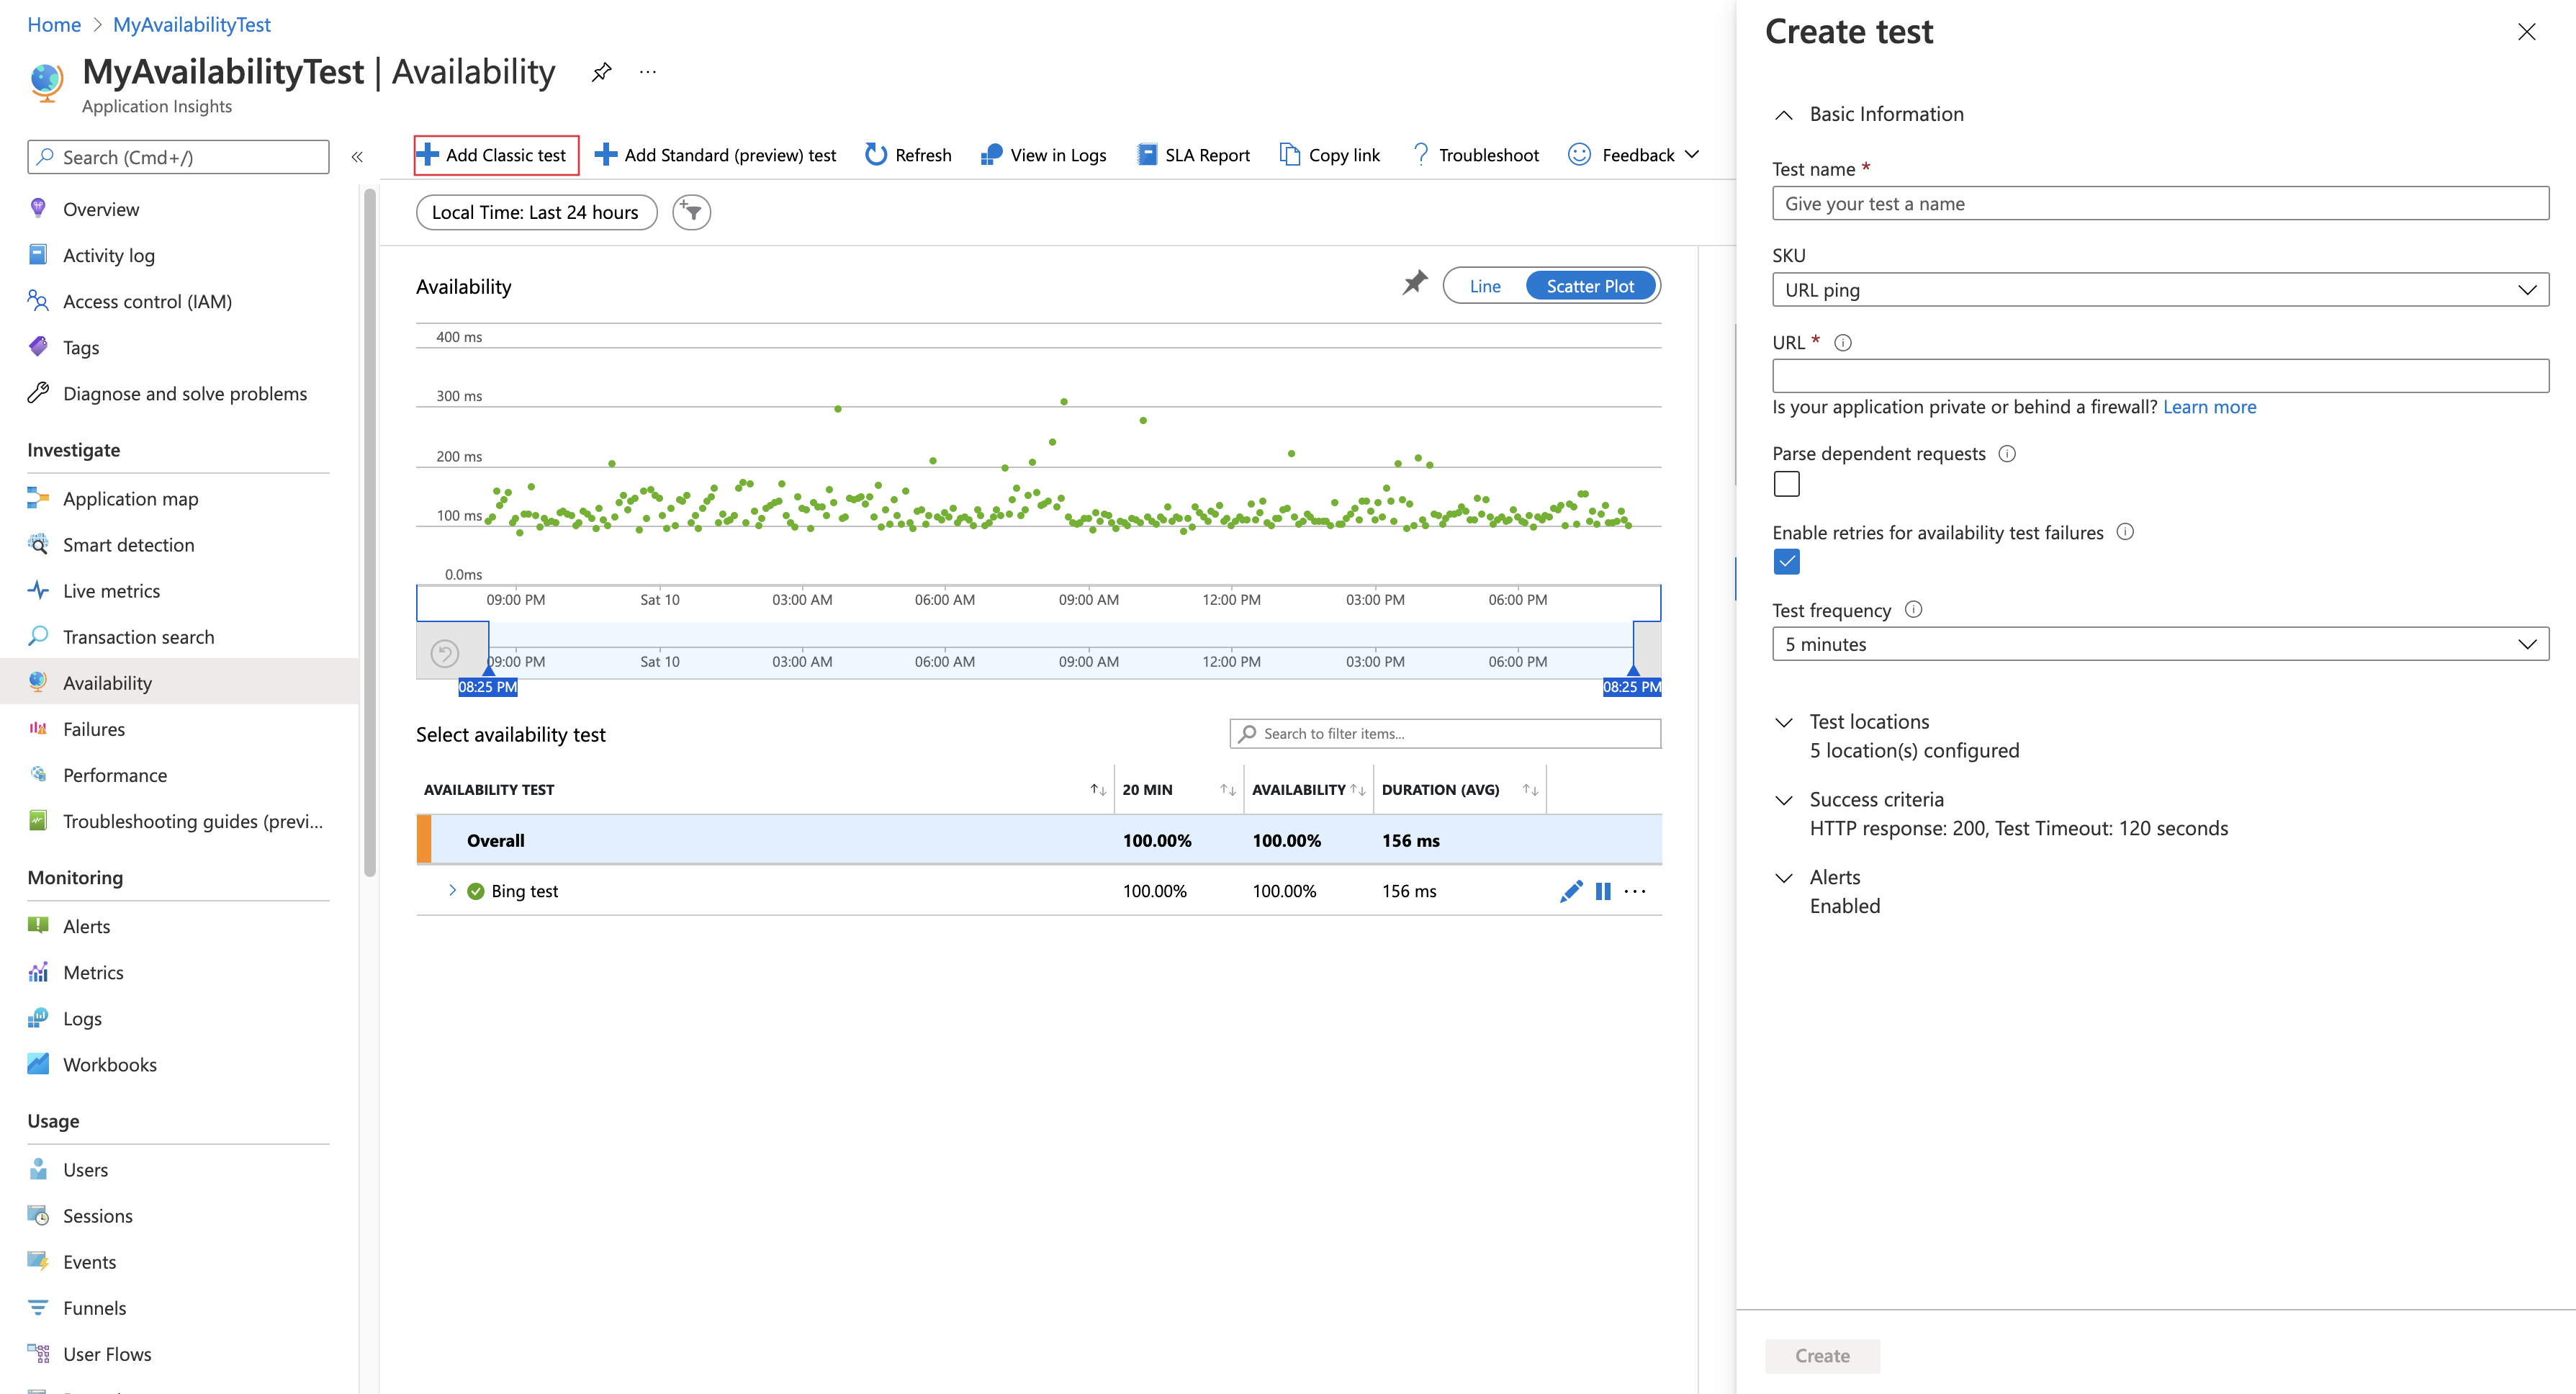 Home > MyAvailabilityTest
MyAvailabilityTest | Availability
Application Insights
Search (Cmd+/)
Overview
Activity log
Access control (IAM)
Tags
Diagnose and solve problems
Investigate
Application map
Smart detection
Live metrics
Transaction search
Availability
Failures
Performance
Troubleshooting guides (previ...
Monitoring
Alerts
Metrics
Logs
Workbooks
Usage
Users
Sessions
Events
Funnels
User Flows
Add Classic test Add Standard (preview) test Refresh View in Logs SLA Report Copy link Troubleshoot Feedback
Local Time: Last 24 hours
Availability
Line Scatter Plot
400 ms
300 ms
200 ms
100 ms
0.0ms
09:00 PM Sat 10 03:00 AM 06:00 AM 09:00 AM 12:00 PM 03:00 PM 06:00 PM
09:00 PM Sat 10 03:00 AM 06:00 AM 09:00 AM 12:00 PM 03:00 PM 06:00 PM
08:25 PM 08:25 PM
Select availability test
Search to filter items...
AVAILABILITY TEST 20 MIN AVAILABILITY DURATION (AVG)
Overall 100.00% 100.00% 156 ms
Bing test 100.00% 100.00% 156 ms
Create test
Basic Information
Test name *
Give your test a name
SKU
URL ping
URL *
Is your application private or behind a firewall? Learn more
Parse dependent requests
Enable retries for availability test failures
Test frequency
5 minutes
Test locations
5 location(s) configured
Success criteria
HTTP response: 200, Test Timeout: 120 seconds
Alerts
Enabled
Create